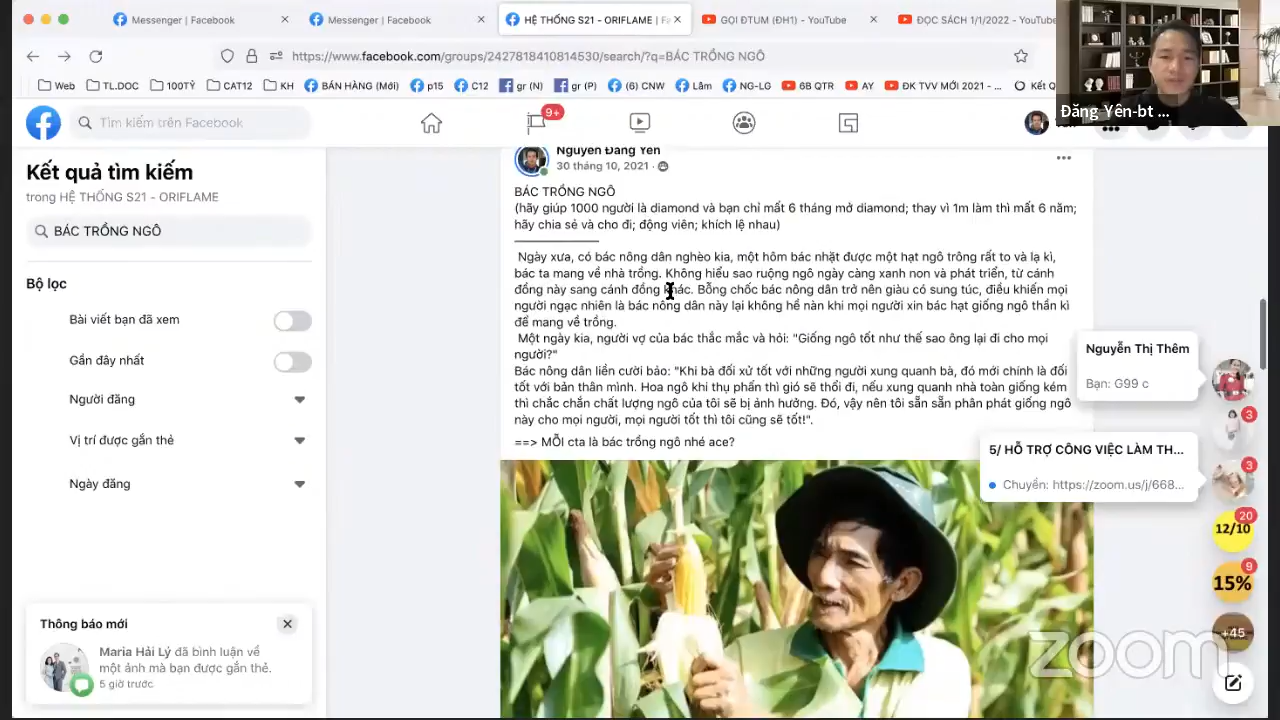 Messenger | Facebook
Messenger | Facebook
HỆ THỐNG S21 - ORIFLAME | Fa
GỌI ĐTUM (ĐH1) - YouTube
ĐỌC SÁCH 1/1/2022 - YouTube
https://www.facebook.com/groups/2427818410814530/search/?q=BÁC TRỒNG NGÔ
Web
TL.DOC
100TỶ
CAT12
KH
BÁN HÀNG (Mới)
p15
C12
gr (N)
gr (P)
(6) CNW
Lâm
NG-LG
6B QTR
AY
ĐK TVV MỚI 2021 - ...
Kết Q
Đăng Yên-bt ...
Tìm kiếm trên Facebook
9+
Kết quả tìm kiếm
trong HỆ THỐNG S21 - ORIFLAME
BÁC TRỒNG NGÔ
Bộ lọc
Bài viết bạn đã xem
Gần đây nhất
Người đăng
Vị trí được gắn thẻ
Ngày đăng
Thông báo mới
Maria Hải Lý đã bình luận về
một ảnh mà bạn được gắn thẻ.
5 giờ trước
Nguyễn Đăng Yên
30 tháng 10, 2021 ·
BÁC TRỒNG NGÔ
(hãy giúp 1000 người là diamond và bạn chỉ mất 6 tháng mở diamond; thay vì 1m làm thì mất 6 năm;
hãy chia sẻ và cho đi; động viên; khích lệ nhau)
Ngày xưa, có bác nông dân nghèo kia, một hôm bác nhặt được một hạt ngô trông rất to và lạ kì,
bác ta mang về nhà trồng. Không hiểu sao ruộng ngô ngày càng xanh non và phát triển, từ cánh
đồng này sang cánh đồng khác. Bỗng chốc bác nông dân trở nên giàu có sung túc, điều khiến mọi
người ngạc nhiên là bác nông dân này lại không hề nàn khi mọi người xin bác hạt giống ngô thần kì
để mang về trồng.
Một ngày kia, người vợ của bác thắc mắc và hỏi: "Giống ngô tốt như thế sao ông lại đi cho mọi
người?"
Bác nông dân liền cười bảo: "Khi bà đối xử tốt với những người xung quanh bà, đó mới chính là đối
tốt với bản thân mình. Hoa ngô khi thụ phấn thì gió sẽ thổi đi, nếu xung quanh nhà toàn giống kém
thì chắc chắn chất lượng ngô của tôi sẽ bị ảnh hưởng. Đó, vậy nên tôi sẵn sẵn phân phát giống ngô
này cho mọi người, mọi người tốt thì tôi cũng sẽ tốt!".
==> MỖI cta là bác trồng ngô nhé ace?
Nguyễn Thị Thêm
Bạn: G99 c
3
5/ HỖ TRỢ CÔNG VIỆC LÀM TH...
Chuyền: https://zoom.us/j/668...
3
20
12/10
9
15%
+45
zoom